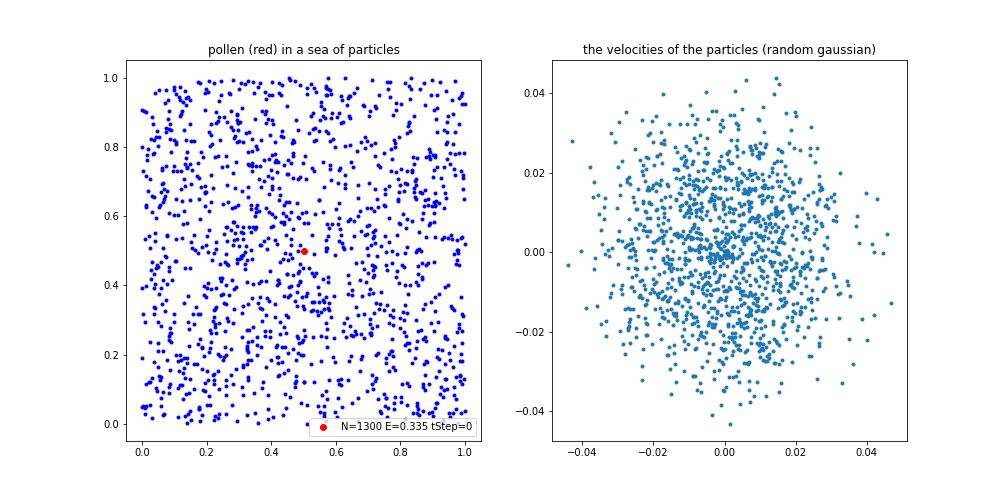 pollen (red) in a sea of particles
1.0
0.8
0.6
0.4
0.2
0.0
N=1300 E=0.335 tStep=0
0.0 0.2 0.4 0.6 0.8 1.0
the velocities of the particles (random gaussian)
0.04
0.02
0.00
−0.02
−0.04
−0.04 −0.02 0.00 0.02 0.04